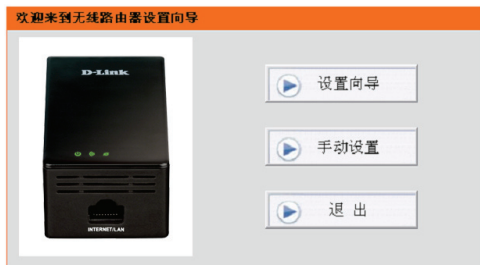 欢迎来到无线路由器设置向导
D-Link
设置向导
手动设置
INTERNET/LAN
退 出